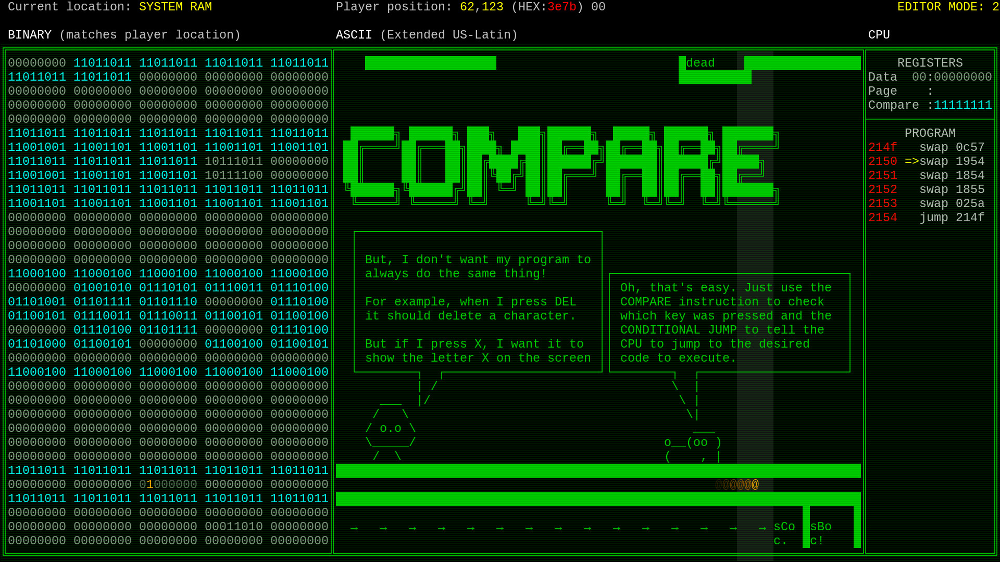 Current location: SYSTEM RAM
Player position: 62,123 (HEX:3e7b) 00
EDITOR MODE: 2
BINARY (matches player location)
ASCII (Extended US-Latin)
CPU
00000000 11011011 11011011 11011011 11011011
11011011 11011011 00000000 00000000 00000000
00000000 00000000 00000000 00000000 00000000
00000000 00000000 00000000 00000000 00000000
00000000 00000000 00000000 00000000 00000000
11011011 11011011 11011011 11011011 11011011
11001001 11001101 11001101 11001101 11001101
11011011 11011011 11011011 10111011 00000000
11001001 11001101 11001101 10111100 00000000
11011011 11011011 11011011 11011011 11011011
11001101 11001101 11001101 11001101 11001101
00000000 00000000 00000000 00000000 00000000
00000000 00000000 00000000 00000000 00000000
00000000 00000000 00000000 00000000 00000000
00000000 00000000 00000000 00000000 00000000
11000100 11000100 11000100 11000100 11000100
00000000 01001010 01110101 01110011 01110100
01101001 01101111 01101110 00000000 01110100
01100101 01110011 01110011 01100101 01100100
00000000 01110100 01101111 00000000 01110100
01101000 01100101 00000000 01100100 01100101
00000000 00000000 00000000 00000000 00000000
11000100 11000100 11000100 11000100 11000100
00000000 00000000 00000000 00000000 00000000
00000000 00000000 00000000 00000000 00000000
00000000 00000000 00000000 00000000 00000000
00000000 00000000 00000000 00000000 00000000
00000000 00000000 00000000 00000000 00000000
00000000 00000000 00000000 00000000 00000000
11011011 11011011 11011011 11011011 11011011
00000000 00000000 01000000 00000000 00000000
11011011 11011011 11011011 11011011 11011011
00000000 00000000 00000000 00000000 00000000
00000000 00000000 00000000 00011010 00000000
00000000 00000000 00000000 00000000 00000000
dead
COMPARE
But, I don't want my program to
always do the same thing!
For example, when I press DEL
it should delete a character.
But if I press X, I want it to
show the letter X on the screen
Oh, that's easy. Just use the
COMPARE instruction to check
which key was pressed and the
CONDITIONAL JUMP to tell the
CPU to jump to the desired
code to execute.
@@@@@@
→ → → → → → → → → → → → → → → sCo sBo
c. c!
REGISTERS
Data 00:00000000
Page :
Compare :11111111
PROGRAM
214f swap 0c57
2150 =>swap 1954
2151 swap 1854
2152 swap 1855
2153 swap 025a
2154 jump 214f